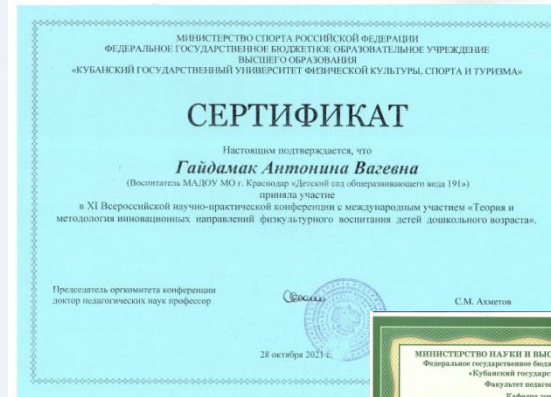 МИНИСТЕРСТВО СПОРТА РОССИЙСКОЙ ФЕДЕРАЦИИ
ФЕДЕРАЛЬНОЕ ГОСУДАРСТВЕННОЕ БЮДЖЕТНОЕ ОБРАЗОВАТЕЛЬНОЕ УЧРЕЖДЕНИЕ
ВЫСШЕГО ОБРАЗОВАНИЯ
«КУБАНСКИЙ ГОСУДАРСТВЕННЫЙ УНИВЕРСИТЕТ ФИЗИЧЕСКОЙ КУЛЬТУРЫ, СПОРТА И ТУРИЗМА»
СЕРТИФИКАТ
Настоящим подтверждается, что
Гайдамак Антонина Вагевна
(Воспитатель МАДОУ МО г. Краснодар «Детский сад общеразвивающего вида 191»)
приняла участие
в XI Всероссийской научно-практической конференции с международным участием «Теория и
методология инновационных направлений физкультурного воспитания детей дошкольного возраста».
Председатель оргкомитета конференции
доктор педагогических наук профессор
С.М. Ахметов
28 октября 2021 г.
МИНИСТЕРСТВО НАУКИ И ВЫС
Федеральное государственное бюдж
«Кубанский государс
Факультет педагог